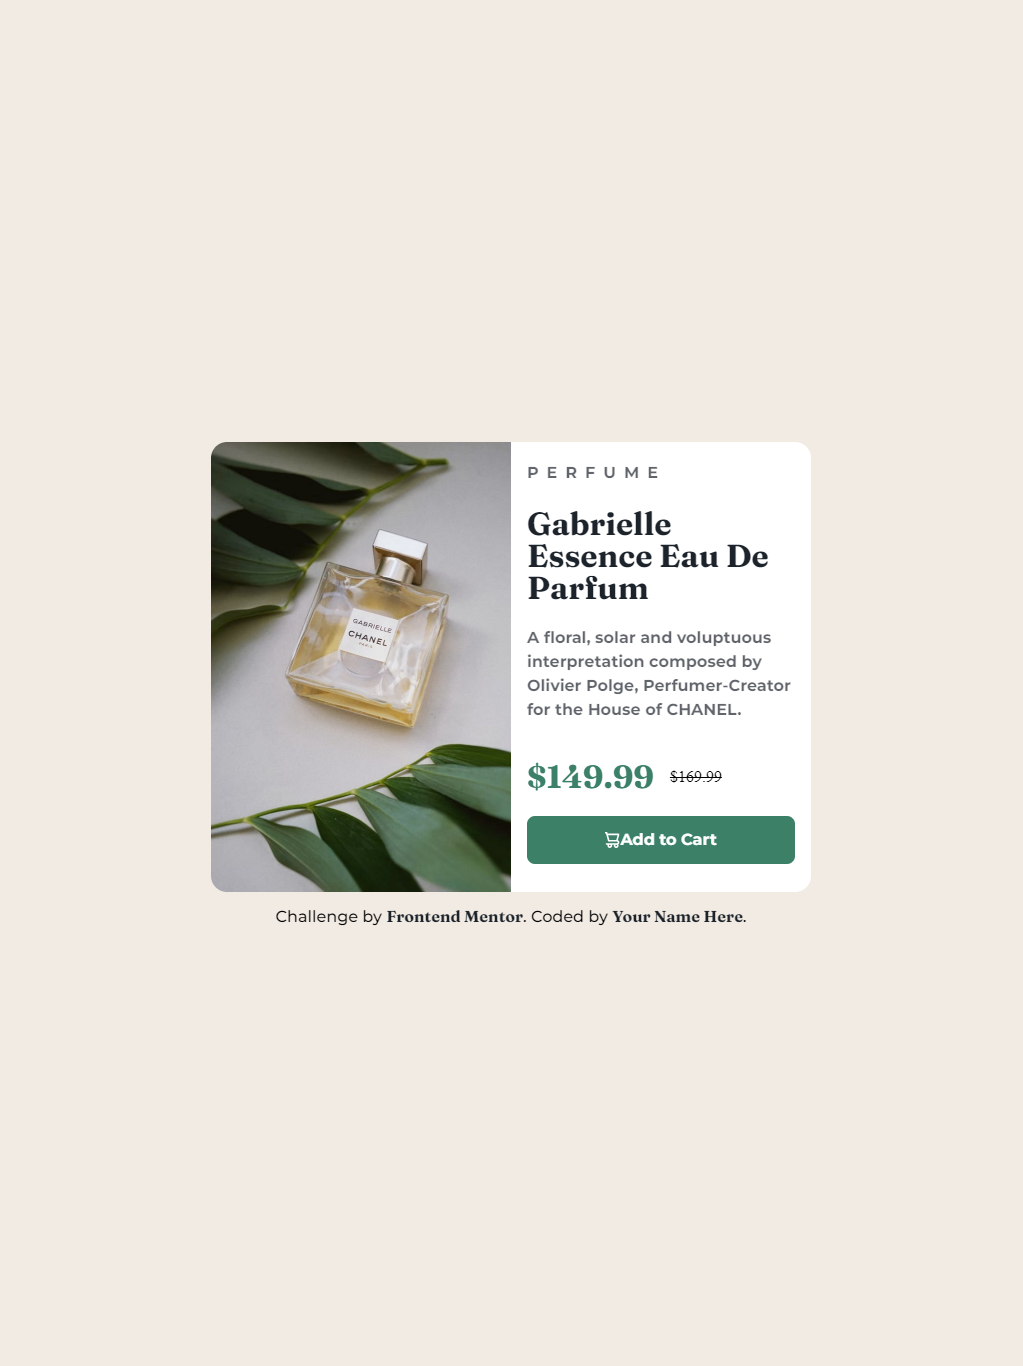 GABRIELLE
CHANEL
PARIS
PERFUME
Gabrielle
Essence Eau De
Parfum
A floral, solar and voluptuous
interpretation composed by
Olivier Polge, Perfumer-Creator
for the House of CHANEL.
$149.99 $169.99
Add to Cart
Challenge by Frontend Mentor. Coded by Your Name Here.